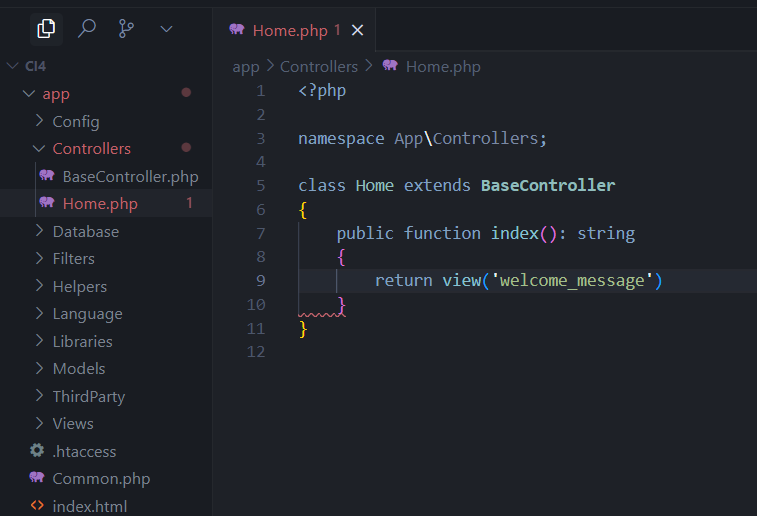 Home.php 1
CI4
app > Controllers > Home.php
app
Config
Controllers
BaseController.php
Home.php 1
Database
Filters
Helpers
Language
Libraries
Models
ThirdParty
Views
.htaccess
Common.php
index.html
1 <?php
2
3 namespace App\Controllers;
4
5 class Home extends BaseController
6 {
7 public function index(): string
8 {
9 return view('welcome_message')
10 }
11 }
12